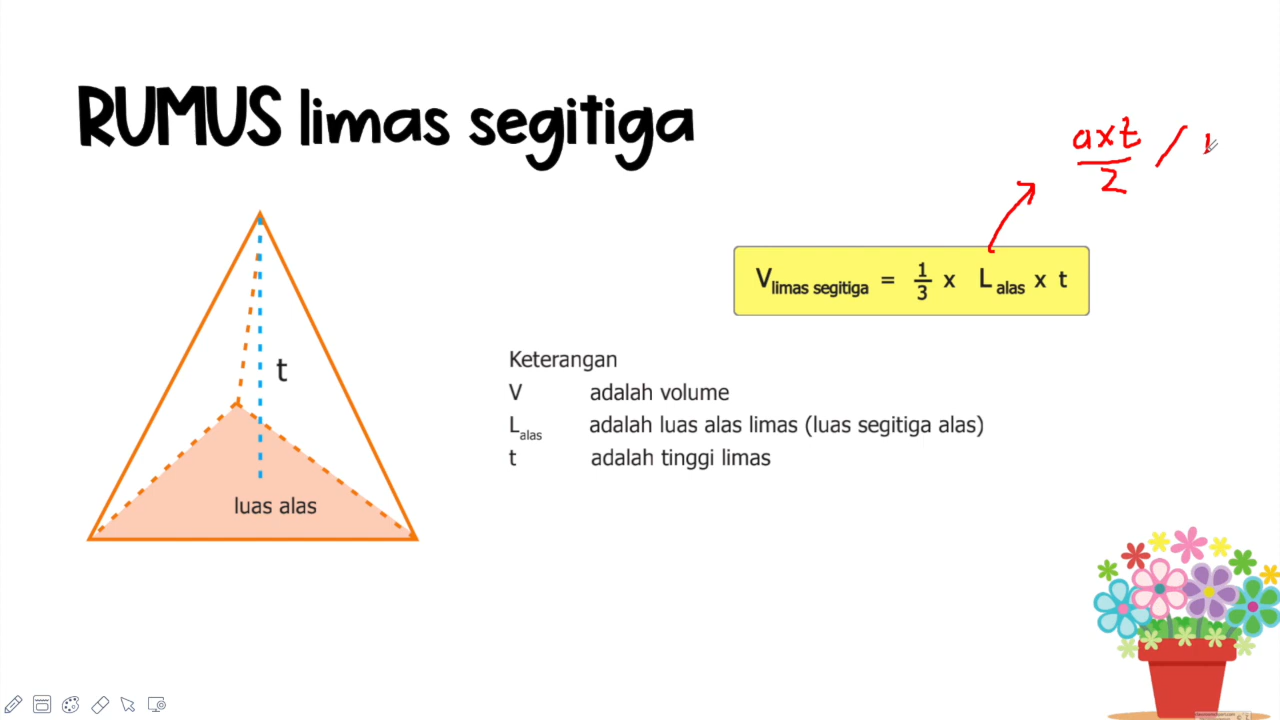 RUMUS limas segitiga
axt
2
/
V limas segitiga = 1/3 x L alas x t
t
luas alas
Keterangan
V adalah volume
L alas adalah luas alas limas (luas segitiga alas)
t adalah tinggi limas